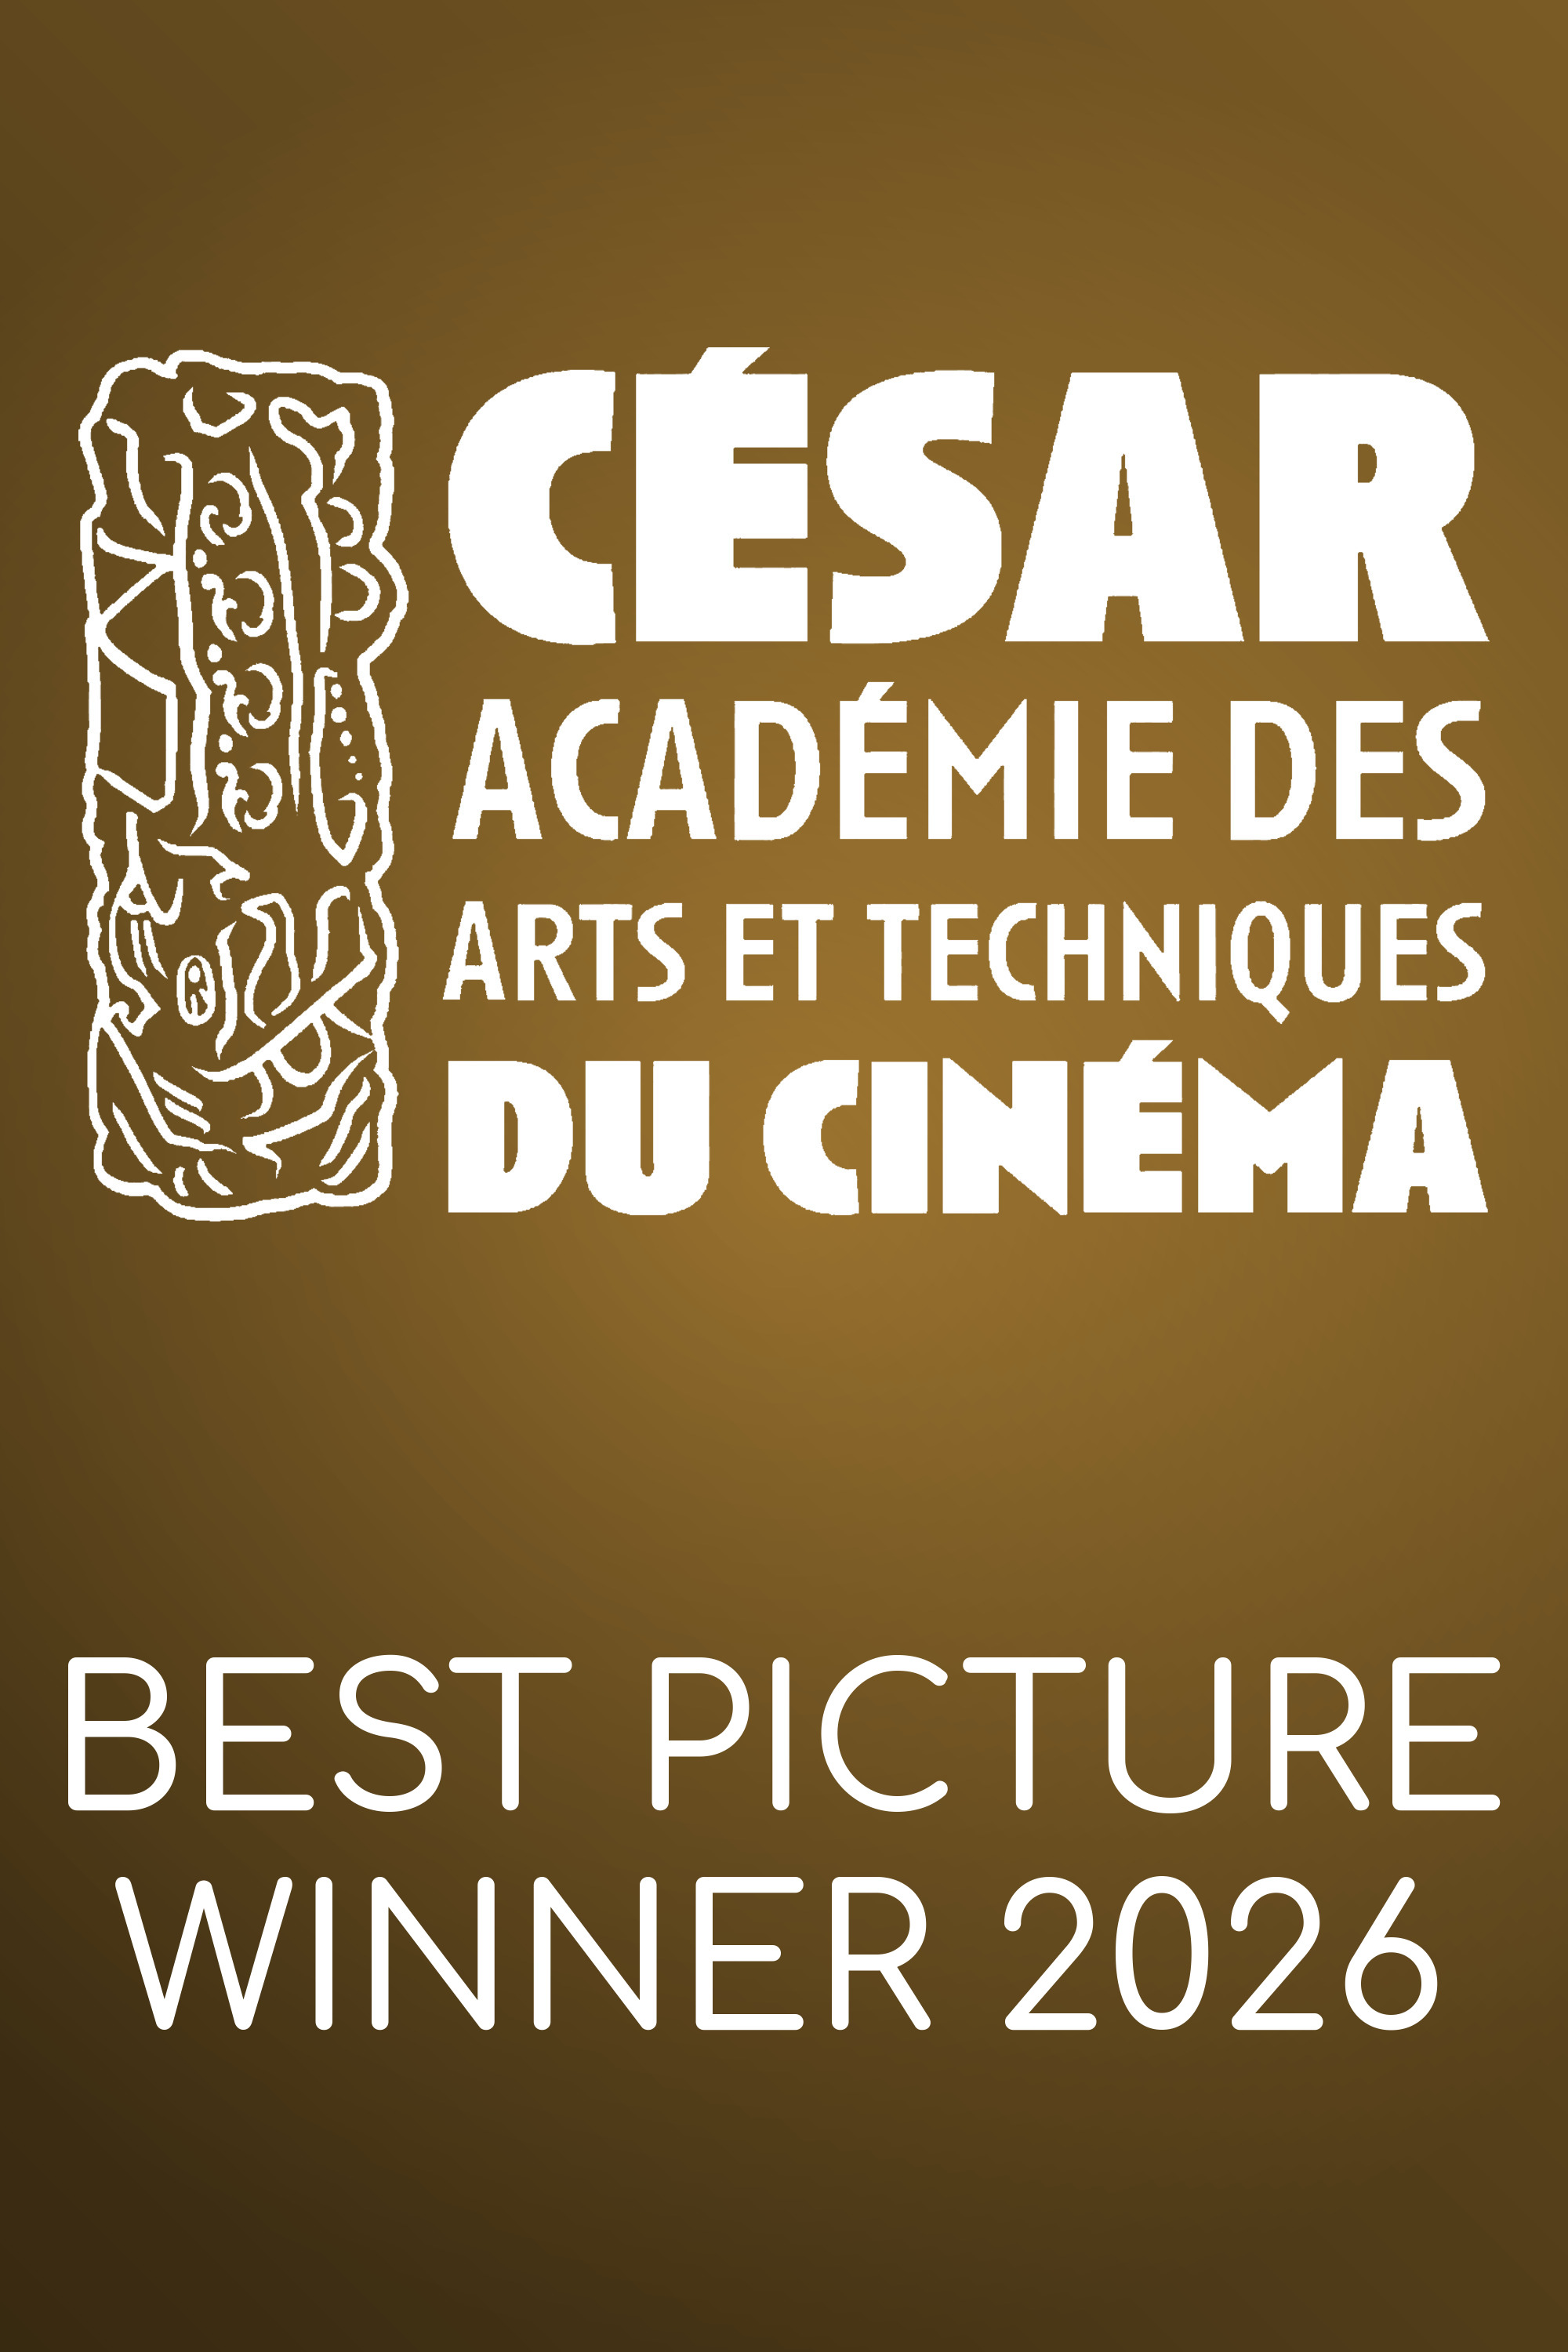 CÉSAR
ACADÉMIE DES
ARTS ET TECHNIQUES
DU CINÉMA
BEST PICTURE
WINNER 2026